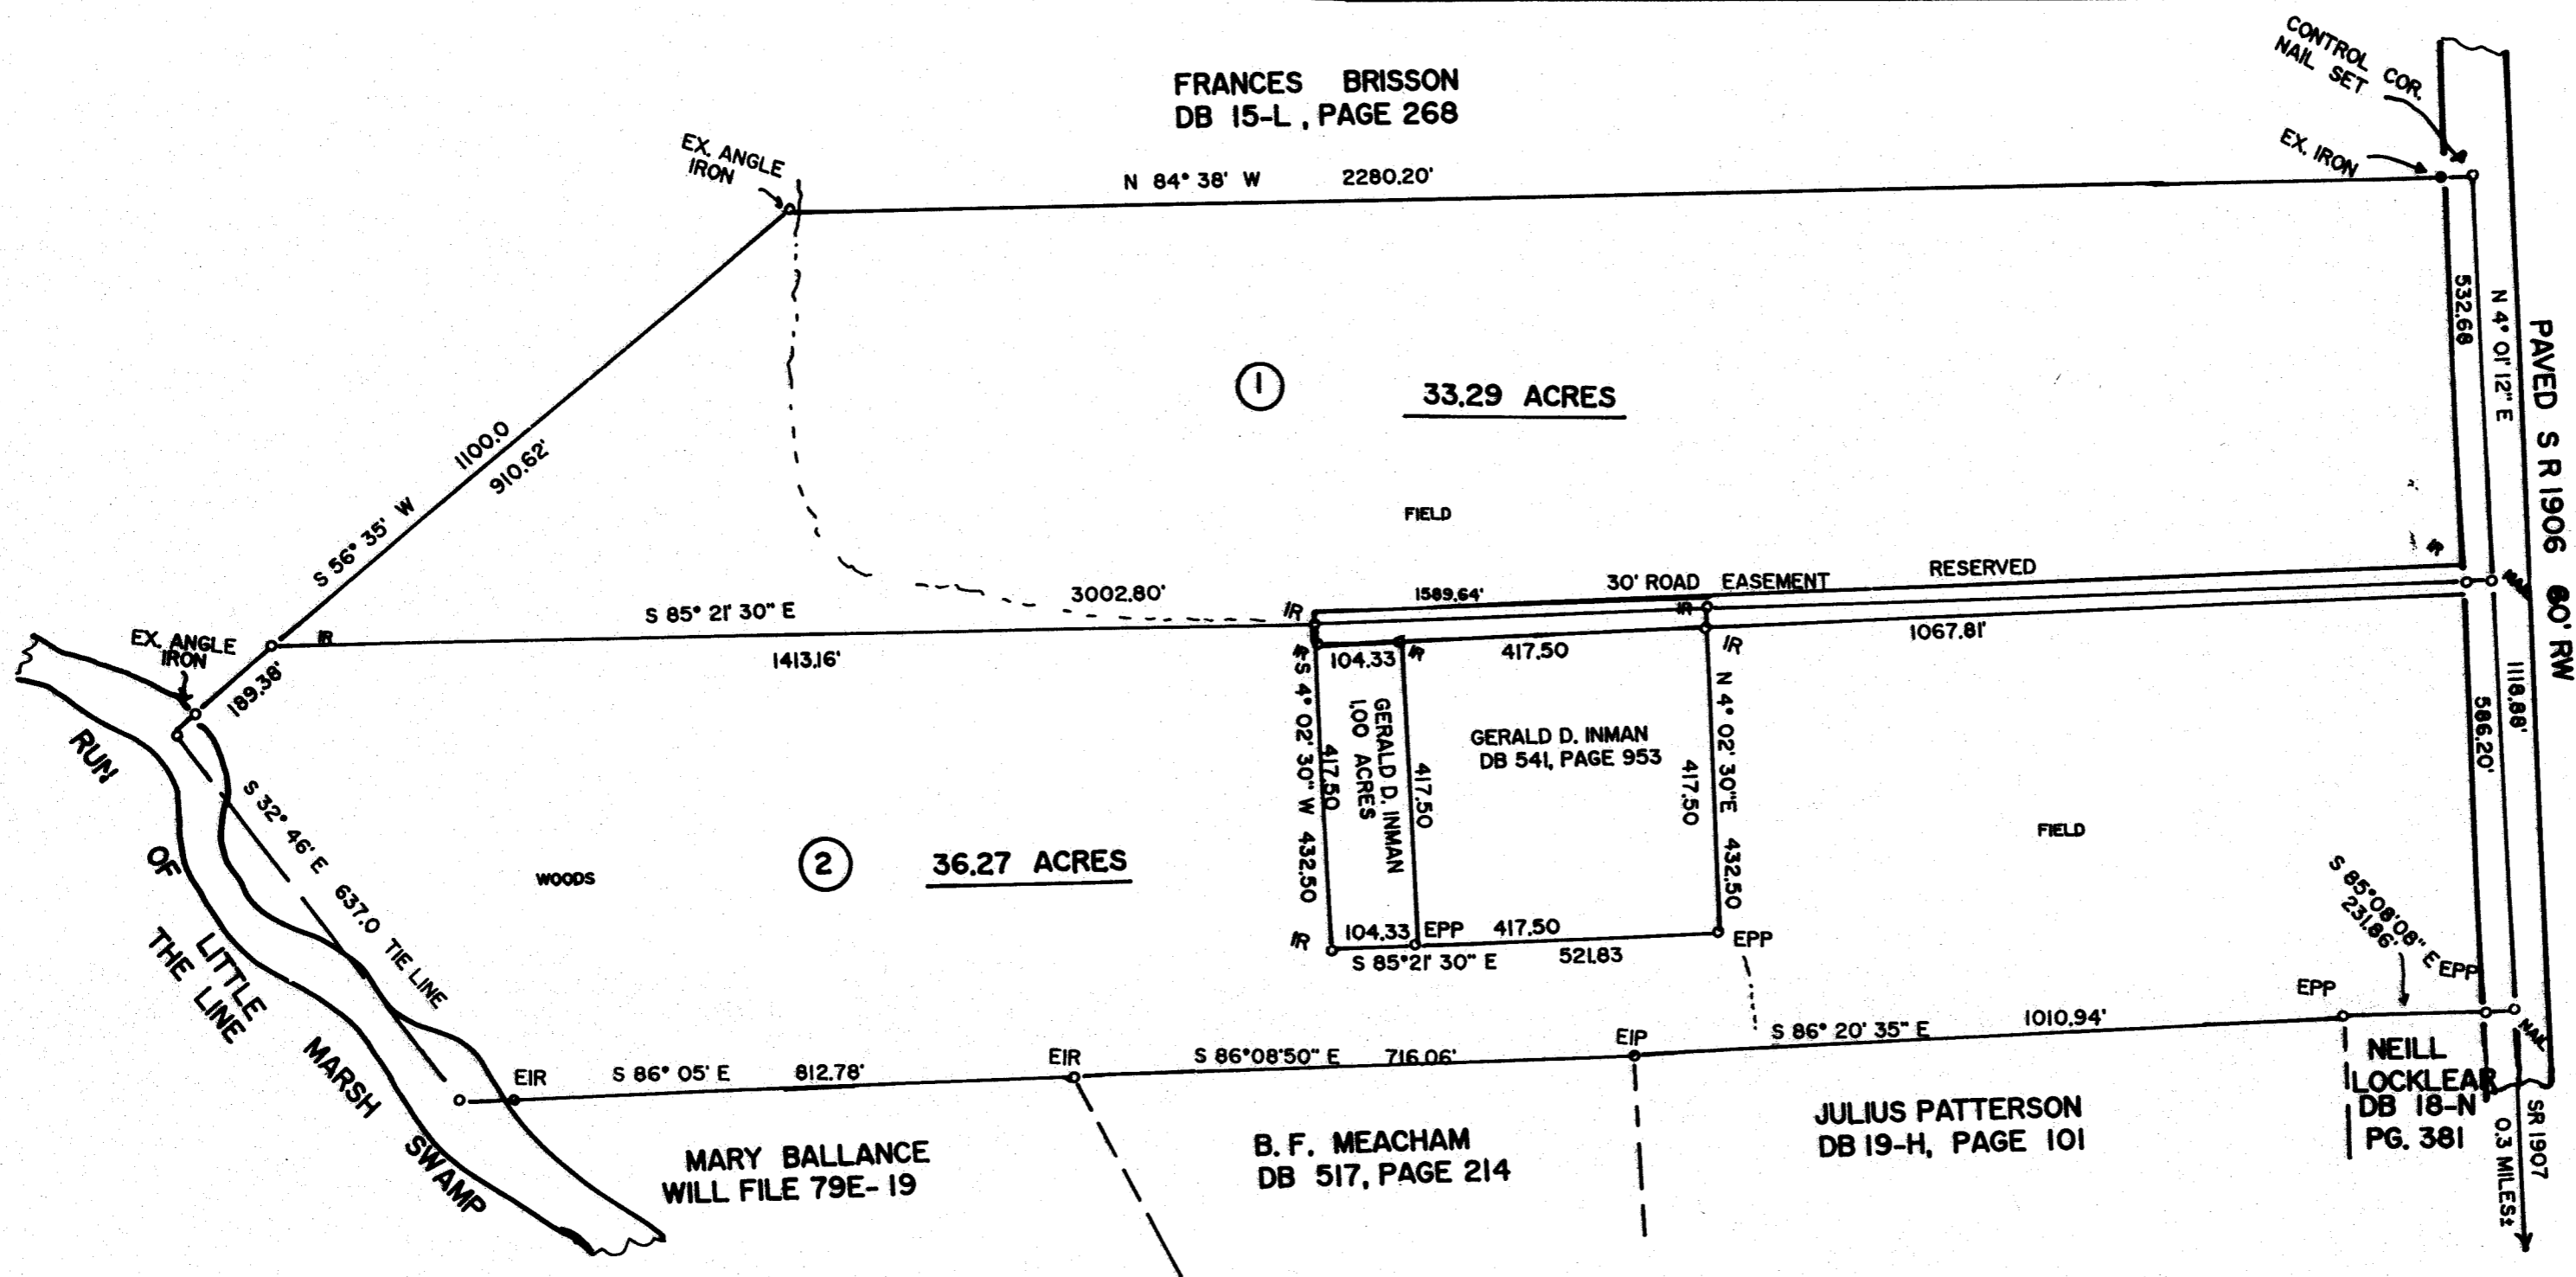 FRANCES BRISSON
DB 15-L, PAGE 268
CONTROL COR.
NAIL SET
EX. IRON
EX. ANGLE
IRON
N 84° 38' W 2280.20'
532.68
N 4° 01' 12" E
PAVED SR 1906 60' RW
1
33.29 ACRES
1100.0
910.62'
S 56° 35' W
FIELD
IR
RESERVED
30' ROAD EASEMENT
3002.80'
1589.64'
IR
IR
NAIL
S 85° 21' 30" E
1413.16'
IR
EX. ANGLE
IRON
189.38'
IR
104.33
IR
417.50
IR
1067.81'
S 4° 02' 30" W 432.50
417.50
GERALD D. INMAN
1.00 ACRES
417.50
GERALD D. INMAN
DB 541, PAGE 953
417.50
N 4° 02' 30" E 432.50
1118.88'
586.20'
FIELD
RUN OF THE LINE
LITTLE MARSH SWAMP
S 32° 46' E 637.0 TIE LINE
WOODS
2
36.27 ACRES
IR
104.33
EPP
417.50
EPP
S 85° 21' 30" E 521.83
S 85° 08' 08" E
231.86'
EPP
EPP
NAIL
EIR
S 86° 05' E 812.78'
EIR
S 86° 08' 50" E 716.06'
EIP
S 86° 20' 35" E 1010.94'
MARY BALLANCE
WILL FILE 79E-19
B. F. MEACHAM
DB 517, PAGE 214
JULIUS PATTERSON
DB 19-H, PAGE 101
NEILL
LOCKLEAR
DB 18-N
PG. 381
SR 1907
0.3 MILES±